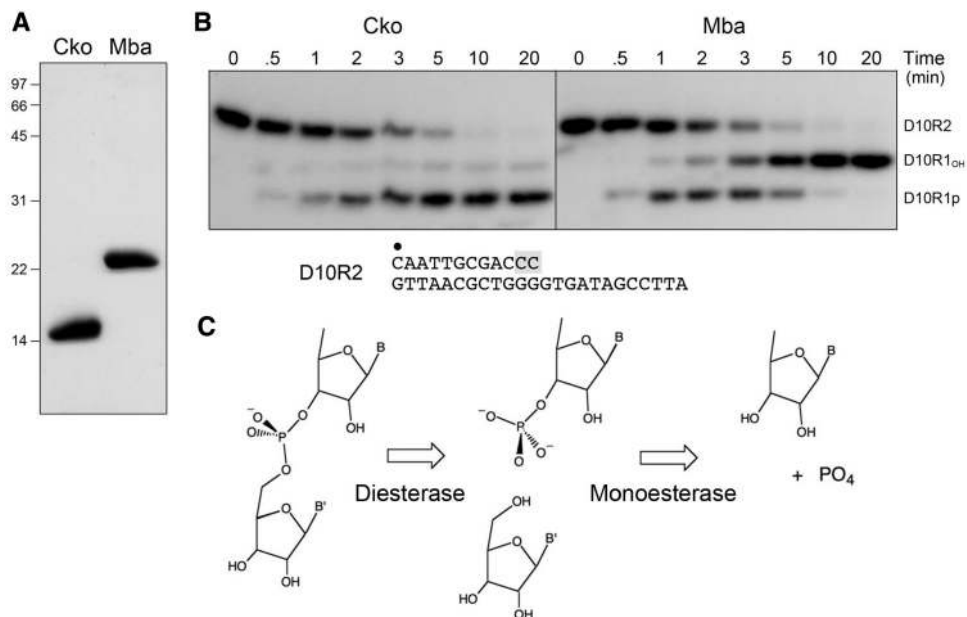 A
Cko Mba
97
66
45
31
22
14
B
Cko Mba
0 .5 1 2 3 5 10 20 0 .5 1 2 3 5 10 20 Time
(min)
D10R2
D10R1OH
D10R1p
D10R2
CAATTGCGACCC
GTTAACGCTGGGGTGATAGCCTTA
C
O B
O
OH
⁻O
O
P
O
B'
O
HO OH
Diesterase
O B
O
OH
⁻O
P
O O⁻
OH
B'
O
HO OH
Monoesterase
O B
HO OH
+ PO4